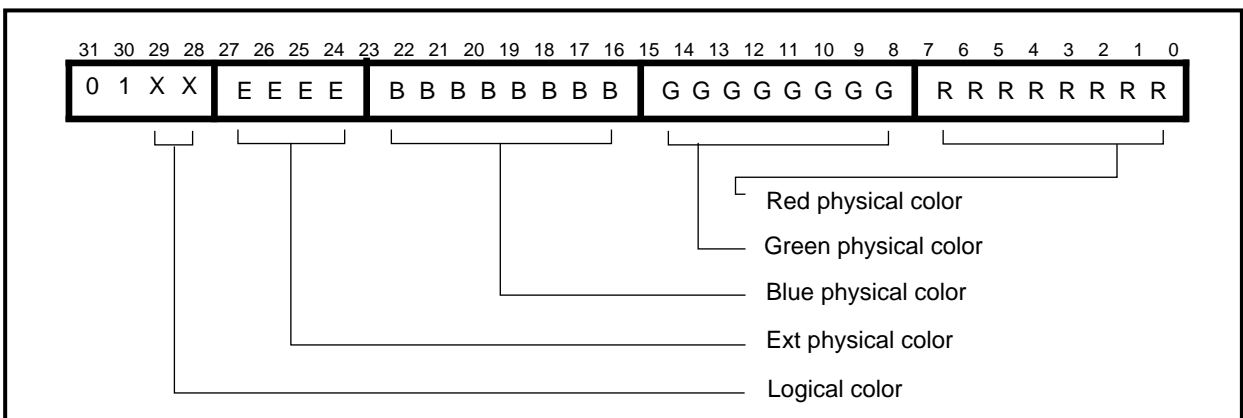 31 30 29 28 27 26 25 24 23 22 21 20 19 18 17 16 15 14 13 12 11 10 9 8 7 6 5 4 3 2 1 0
0 1 X X E E E E B B B B B B B B G G G G G G G G R R R R R R R R
Red physical color
Green physical color
Blue physical color
Ext physical color
Logical color